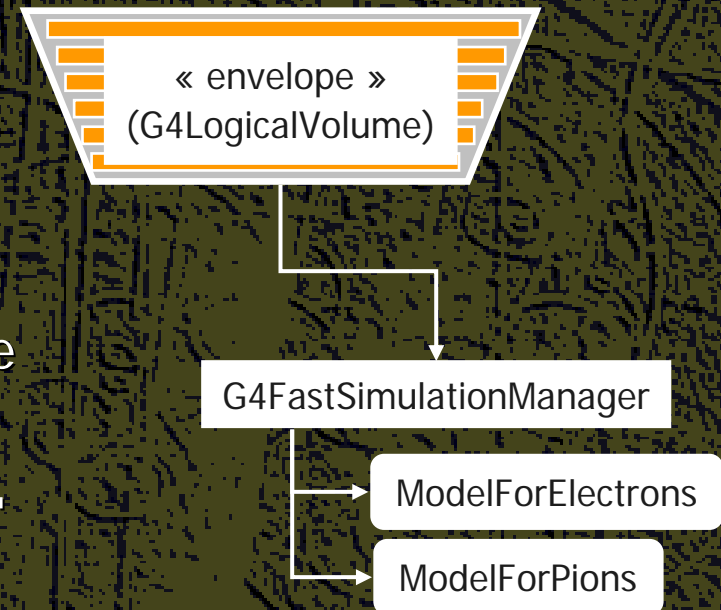 « envelope »
(G4LogicalVolume)
G4FastSimulationManager
ModelForElectrons
ModelForPions